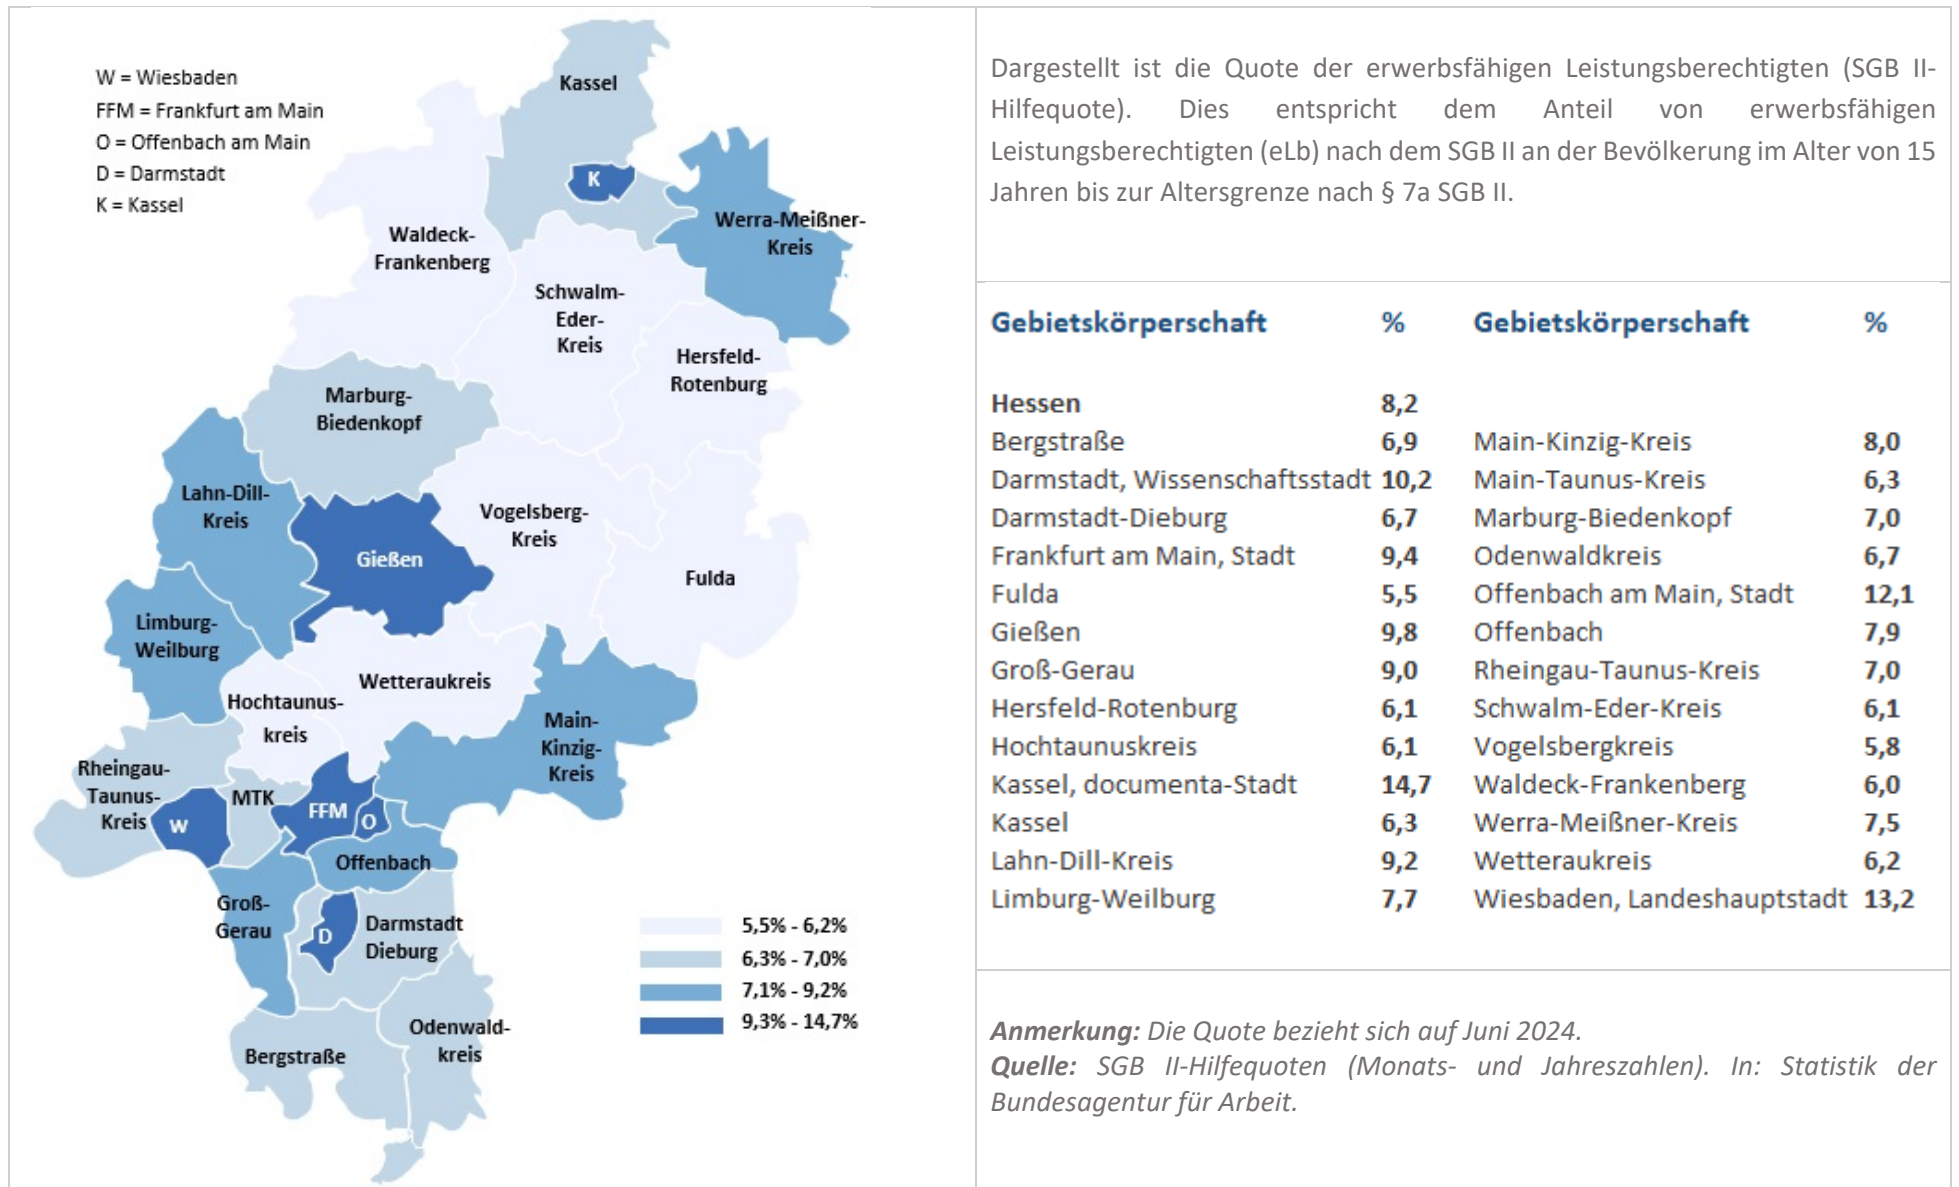 W = Wiesbaden
FFM = Frankfurt am Main
O = Offenbach am Main
D = Darmstadt
K = Kassel
Kassel
K
Werra-Meißner-
Kreis
Waldeck-
Frankenberg
Schwalm-
Eder-
Kreis
Hersfeld-
Rotenburg
Marburg-
Biedenkopf
Lahn-Dill-
Kreis
Vogelsberg-
Kreis
Gießen
Fulda
Limburg-
Weilburg
Wetteraukreis
Hochtaunus-
kreis
Main-
Kinzig-
Kreis
Rheingau-
Taunus-
Kreis
MTK
W
FFM
O
Offenbach
Groß-
Gerau
D
Darmstadt
Dieburg
Odenwald-
kreis
Bergstraße
5,5% - 6,2%
6,3% - 7,0%
7,1% - 9,2%
9,3% - 14,7%
Dargestellt ist die Quote der erwerbsfähigen Leistungsberechtigten (SGB II-
Hilfequote). Dies entspricht dem Anteil von erwerbsfähigen
Leistungsberechtigten (eLb) nach dem SGB II an der Bevölkerung im Alter von 15
Jahren bis zur Altersgrenze nach § 7a SGB II.
Gebietskörperschaft % Gebietskörperschaft %
Hessen 8,2
Bergstraße 6,9 Main-Kinzig-Kreis 8,0
Darmstadt, Wissenschaftsstadt 10,2 Main-Taunus-Kreis 6,3
Darmstadt-Dieburg 6,7 Marburg-Biedenkopf 7,0
Frankfurt am Main, Stadt 9,4 Odenwaldkreis 6,7
Fulda 5,5 Offenbach am Main, Stadt 12,1
Gießen 9,8 Offenbach 7,9
Groß-Gerau 9,0 Rheingau-Taunus-Kreis 7,0
Hersfeld-Rotenburg 6,1 Schwalm-Eder-Kreis 6,1
Hochtaunuskreis 6,1 Vogelsbergkreis 5,8
Kassel, documenta-Stadt 14,7 Waldeck-Frankenberg 6,0
Kassel 6,3 Werra-Meißner-Kreis 7,5
Lahn-Dill-Kreis 9,2 Wetteraukreis 6,2
Limburg-Weilburg 7,7 Wiesbaden, Landeshauptstadt 13,2
Anmerkung: Die Quote bezieht sich auf Juni 2024.
Quelle: SGB II-Hilfequoten (Monats- und Jahreszahlen). In: Statistik der
Bundesagentur für Arbeit.